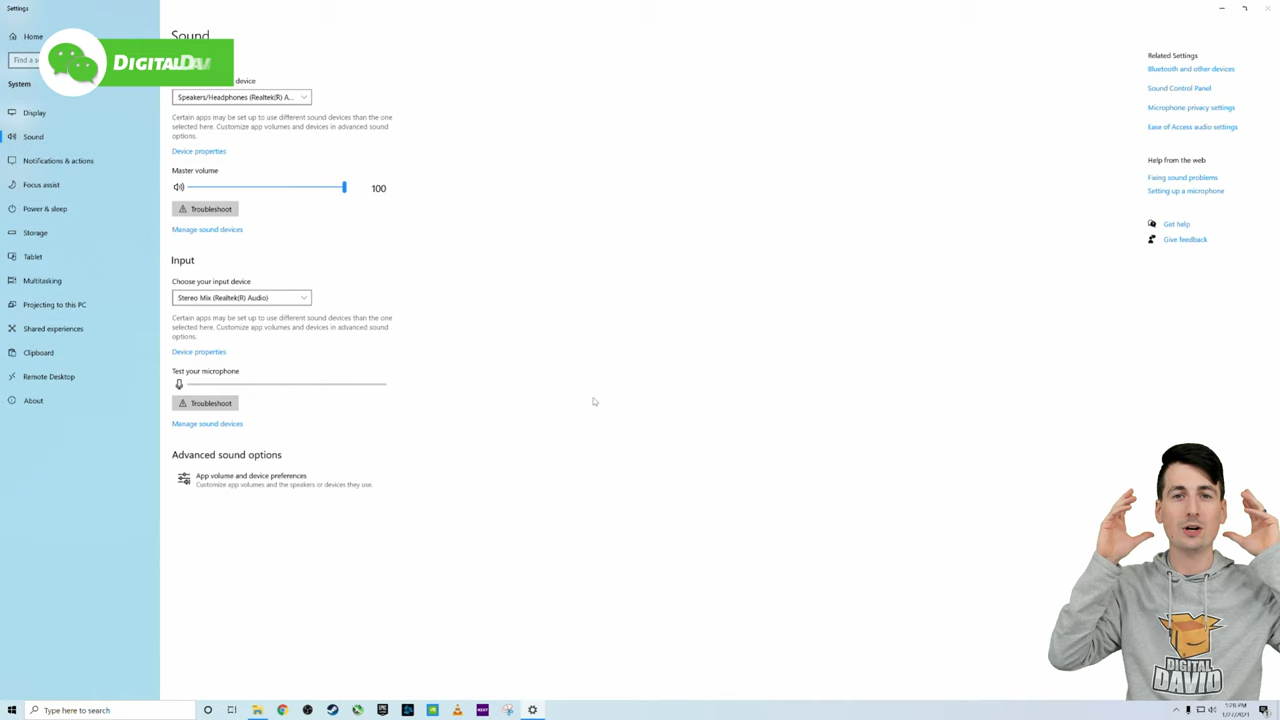 Settings
Home
Find a s
System
Display
Sound
Notifications & actions
Focus assist
Power & sleep
Storage
Tablet
Multitasking
Projecting to this PC
Shared experiences
Clipboard
Remote Desktop
About
DIGITALDAV
Sound
device
Speakers/Headphones (Realtek(R) A...
Certain apps may be set up to use different sound devices than the one
selected here. Customize app volumes and devices in advanced sound
options.
Device properties
Master volume
100
Troubleshoot
Manage sound devices
Input
Choose your input device
Stereo Mix (Realtek(R) Audio)
Certain apps may be set up to use different sound devices than the one
selected here. Customize app volumes and devices in advanced sound
options.
Device properties
Test your microphone
Troubleshoot
Manage sound devices
Advanced sound options
App volume and device preferences
Customize app volumes and the speakers or devices they use.
Related Settings
Bluetooth and other devices
Sound Control Panel
Microphone privacy settings
Ease of Access audio settings
Help from the web
Fixing sound problems
Setting up a microphone
Get help
Give feedback
DIGITAL
DAVID
Type here to search
EPIC
NEXT
5:28 PM